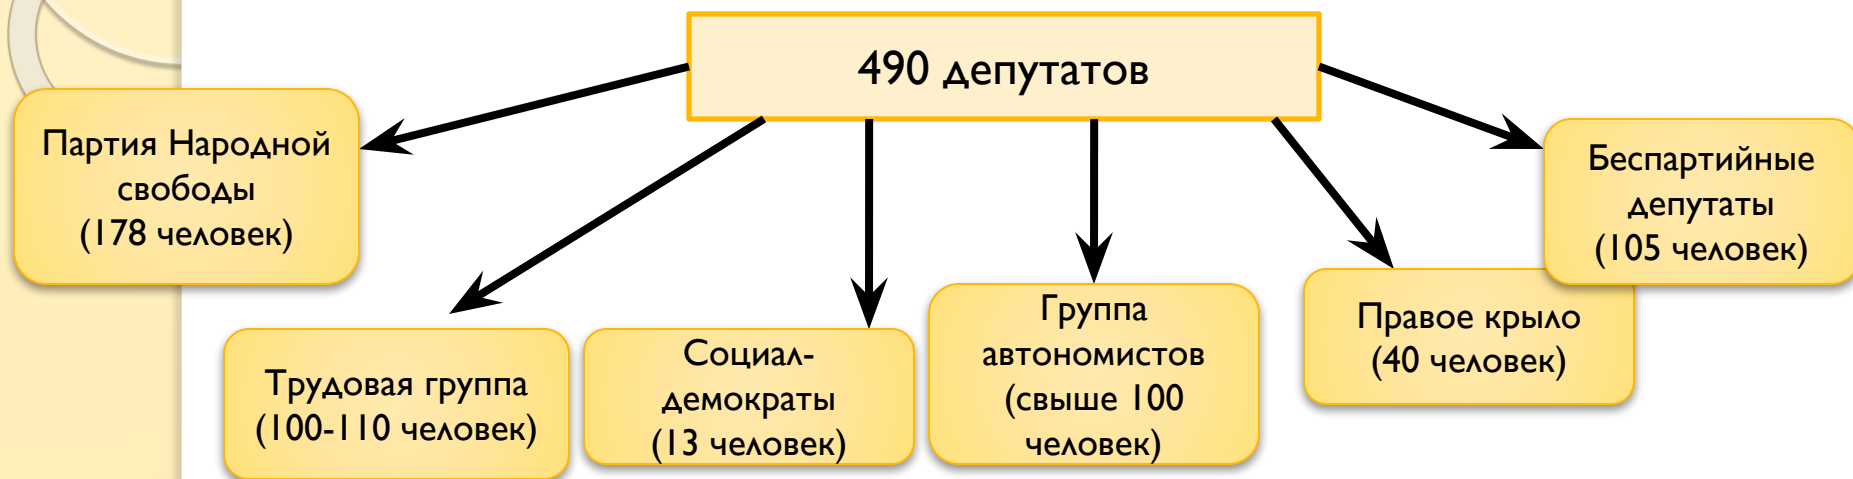 490 депутатов
Партия Народной
свободы
(178 человек)
Трудовая группа
(100-110 человек)
Социал-
демократы
(13 человек)
Группа
автономистов
(свыше 100
человек)
Правое крыло
(40 человек)
Беспартийные
депутаты
(105 человек)